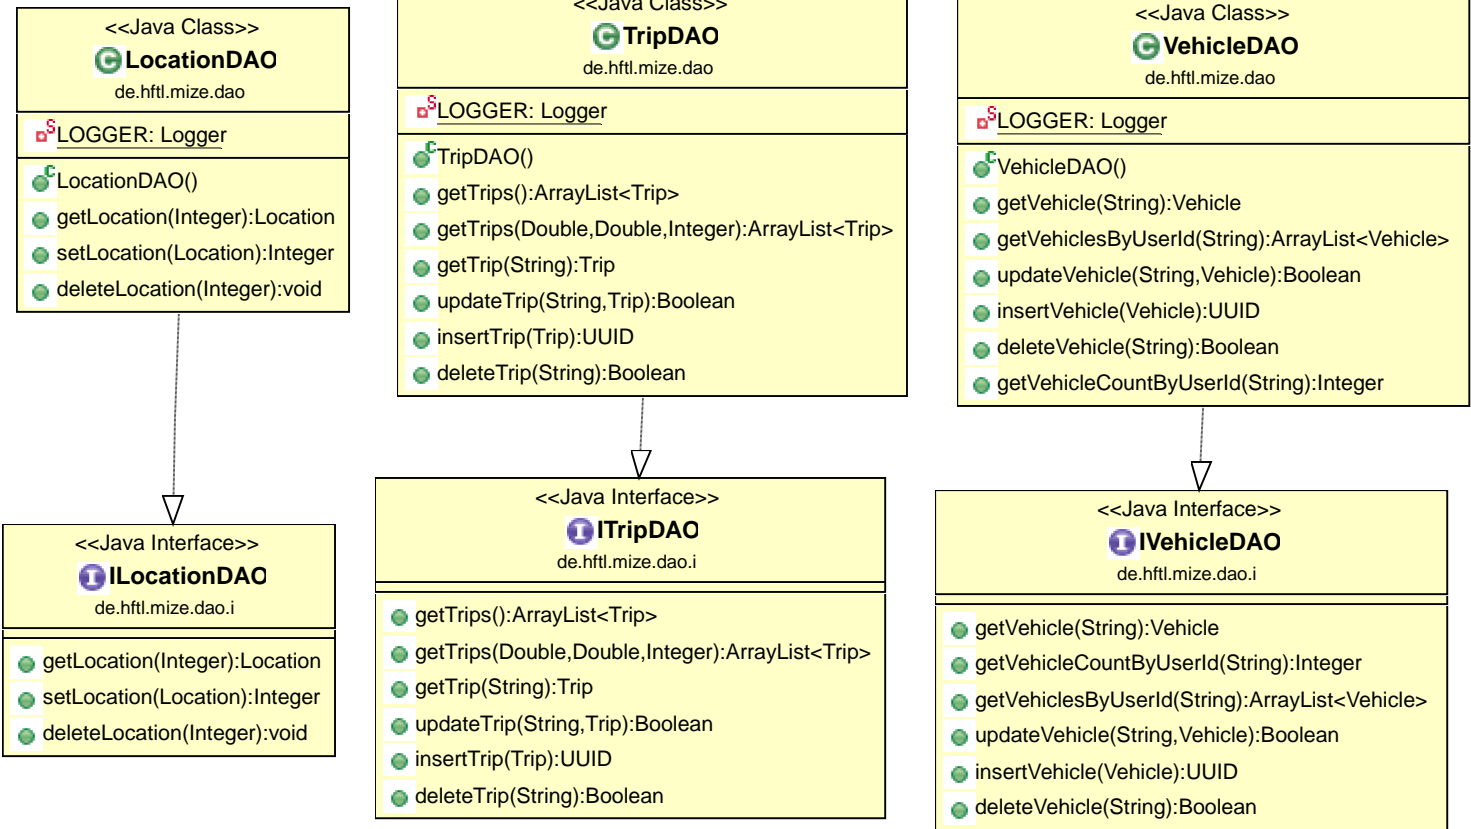 <<Java Class>>
LocationDAO
de.hftl.mize.dao
LOGGER: Logger
LocationDAO()
getLocation(Integer):Location
setLocation(Location):Integer
deleteLocation(Integer):void
<<Java Class>>
TripDAO
de.hftl.mize.dao
LOGGER: Logger
TripDAO()
getTrips():ArrayList<Trip>
getTrips(Double,Double,Integer):ArrayList<Trip>
getTrip(String):Trip
updateTrip(String,Trip):Boolean
insertTrip(Trip):UUID
deleteTrip(String):Boolean
<<Java Class>>
VehicleDAO
de.hftl.mize.dao
LOGGER: Logger
VehicleDAO()
getVehicle(String):Vehicle
getVehiclesByUserId(String):ArrayList<Vehicle>
updateVehicle(String,Vehicle):Boolean
insertVehicle(Vehicle):UUID
deleteVehicle(String):Boolean
getVehicleCountByUserId(String):Integer
<<Java Interface>>
ILocationDAO
de.hftl.mize.dao.i
getLocation(Integer):Location
setLocation(Location):Integer
deleteLocation(Integer):void
<<Java Interface>>
ITripDAO
de.hftl.mize.dao.i
getTrips():ArrayList<Trip>
getTrips(Double,Double,Integer):ArrayList<Trip>
getTrip(String):Trip
updateTrip(String,Trip):Boolean
insertTrip(Trip):UUID
deleteTrip(String):Boolean
<<Java Interface>>
IVehicleDAO
de.hftl.mize.dao.i
getVehicle(String):Vehicle
getVehicleCountByUserId(String):Integer
getVehiclesByUserId(String):ArrayList<Vehicle>
updateVehicle(String,Vehicle):Boolean
insertVehicle(Vehicle):UUID
deleteVehicle(String):Boolean